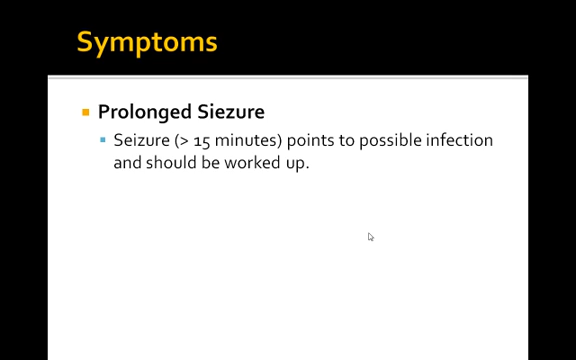 Symptoms
Prolonged Siezure
Seizure (> 15 minutes) points to possible infection
and should be worked up.